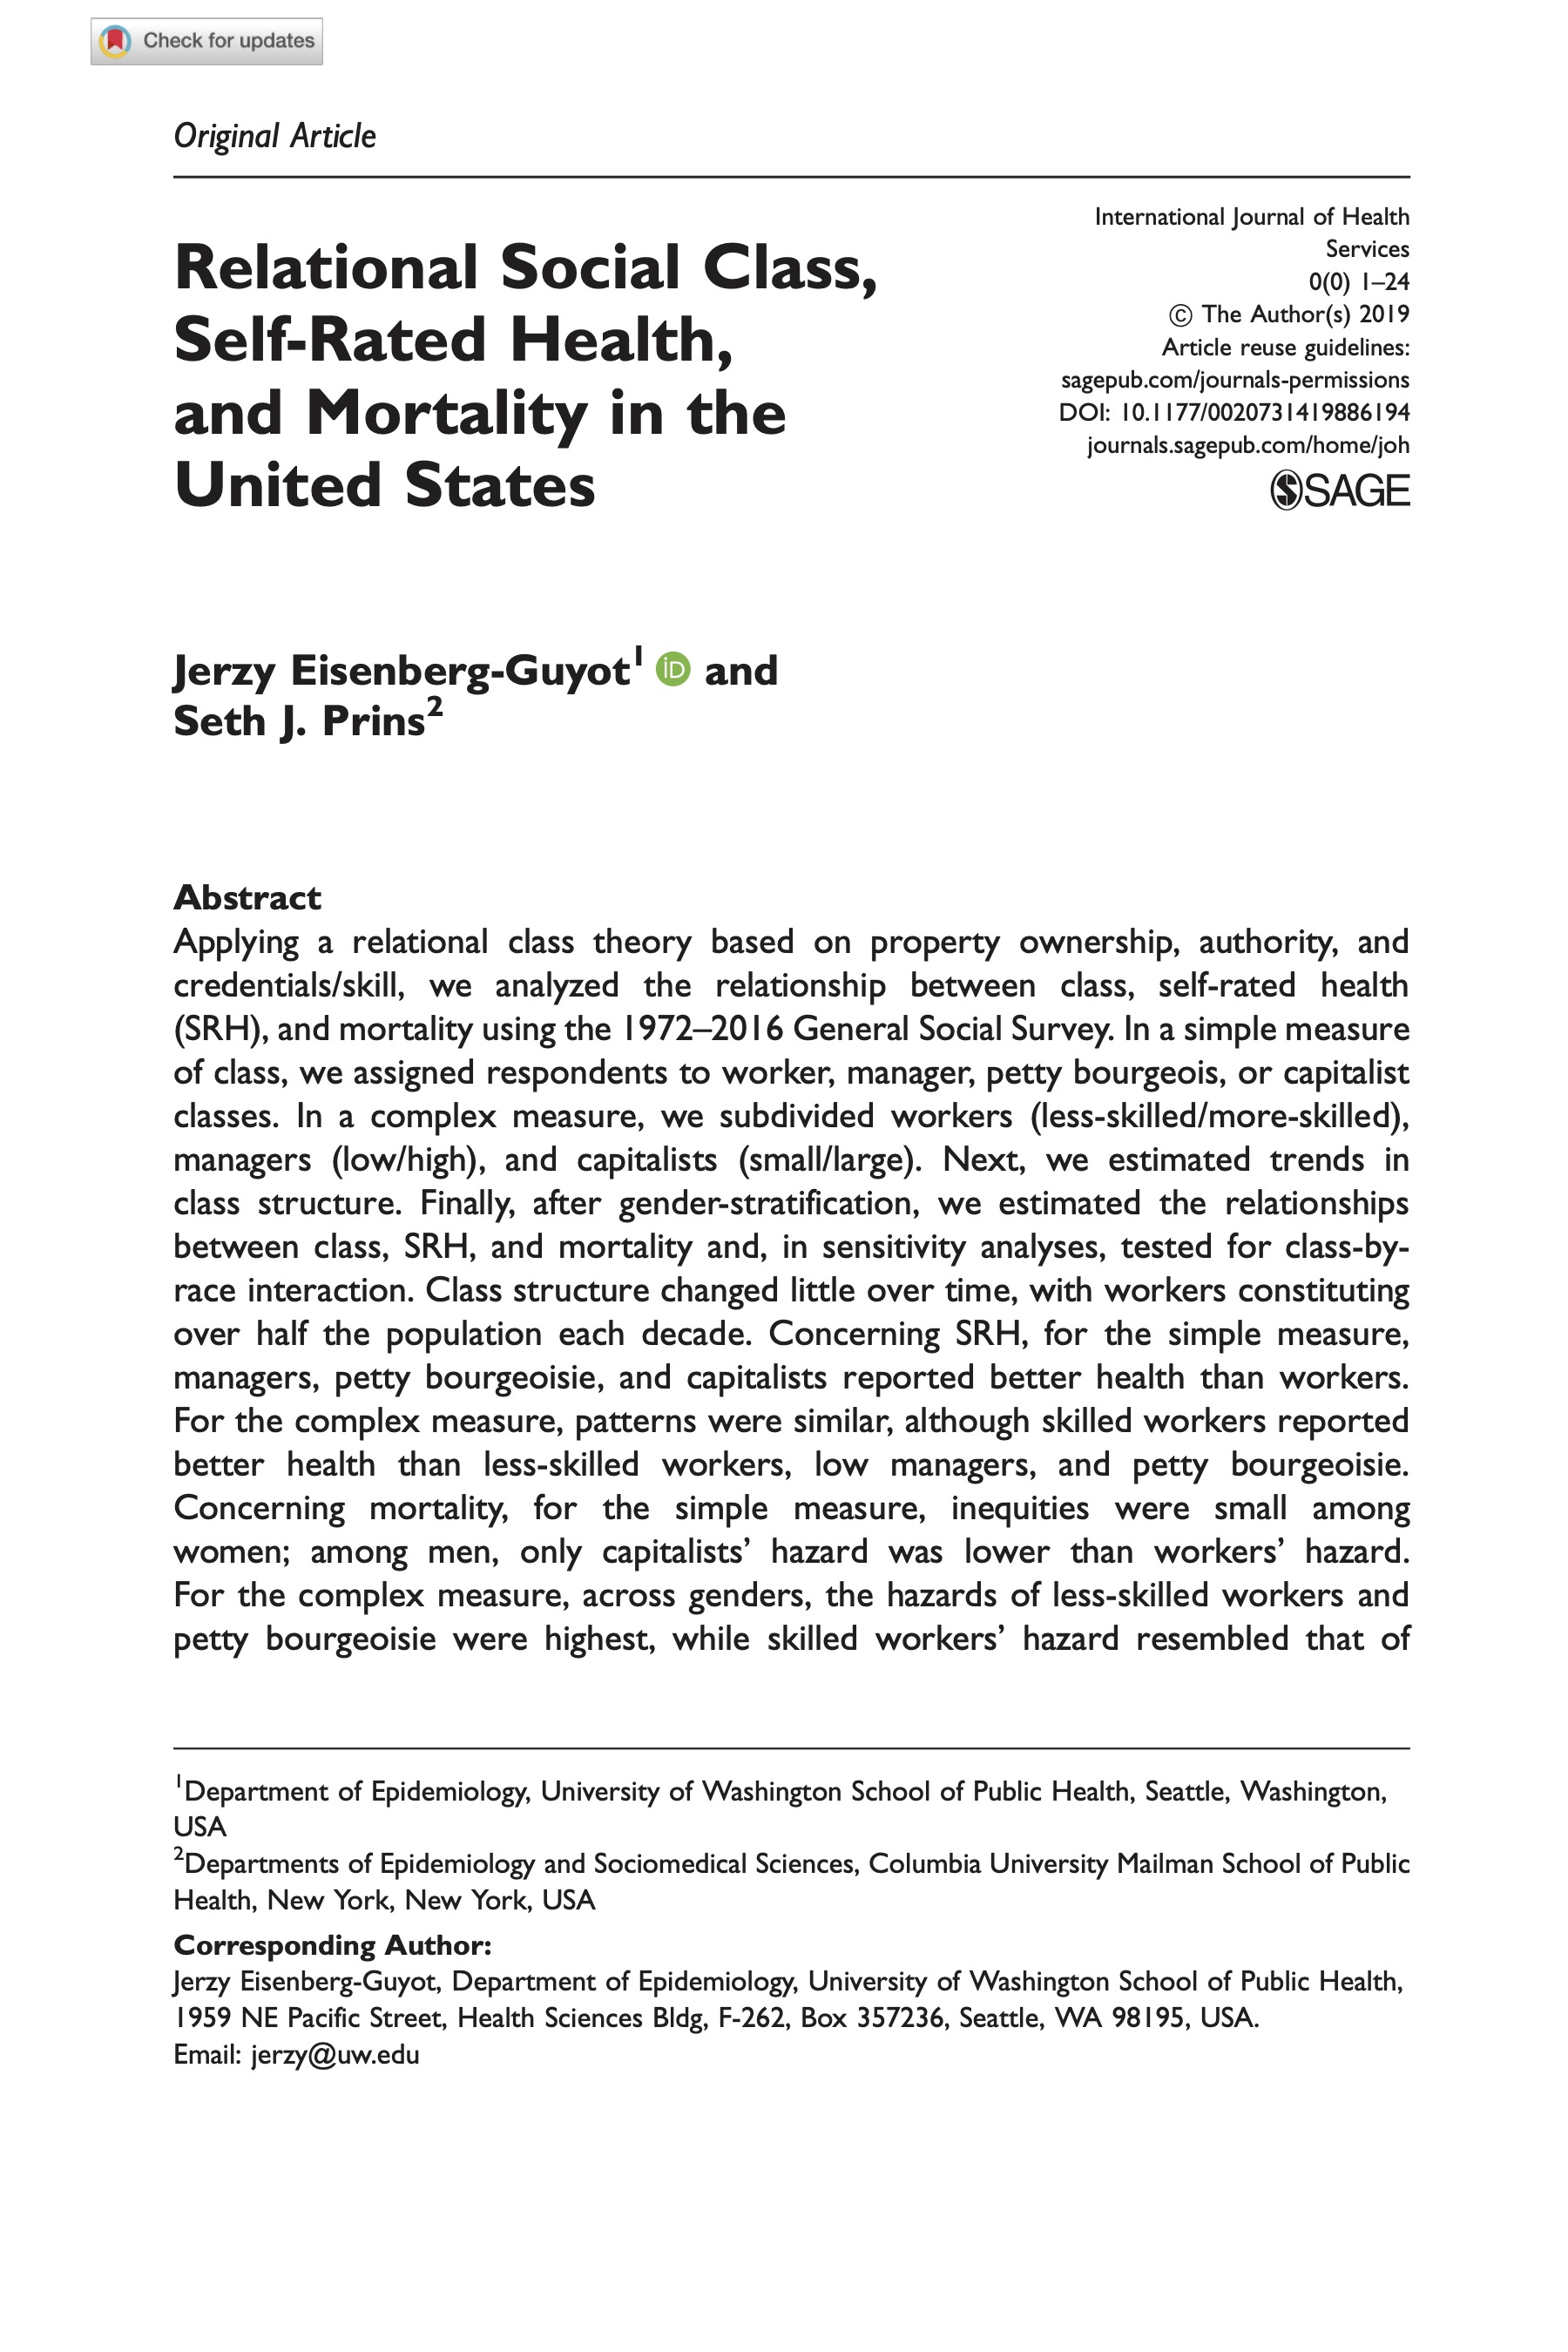 Check for updates
Original Article
International Journal of Health
Services
0(0) 1–24
© The Author(s) 2019
Article reuse guidelines:
sagepub.com/journals-permissions
DOI: 10.1177/0020731419886194
journals.sagepub.com/home/joh
SAGE
Relational Social Class,
Self-Rated Health,
and Mortality in the
United States
Jerzy Eisenberg-Guyot1 iD and
Seth J. Prins2
Abstract
Applying a relational class theory based on property ownership, authority, and
credentials/skill, we analyzed the relationship between class, self-rated health
(SRH), and mortality using the 1972–2016 General Social Survey. In a simple measure
of class, we assigned respondents to worker, manager, petty bourgeois, or capitalist
classes. In a complex measure, we subdivided workers (less-skilled/more-skilled),
managers (low/high), and capitalists (small/large). Next, we estimated trends in
class structure. Finally, after gender-stratification, we estimated the relationships
between class, SRH, and mortality and, in sensitivity analyses, tested for class-by-
race interaction. Class structure changed little over time, with workers constituting
over half the population each decade. Concerning SRH, for the simple measure,
managers, petty bourgeoisie, and capitalists reported better health than workers.
For the complex measure, patterns were similar, although skilled workers reported
better health than less-skilled workers, low managers, and petty bourgeoisie.
Concerning mortality, for the simple measure, inequities were small among
women; among men, only capitalists’ hazard was lower than workers’ hazard.
For the complex measure, across genders, the hazards of less-skilled workers and
petty bourgeoisie were highest, while skilled workers’ hazard resembled that of
1Department of Epidemiology, University of Washington School of Public Health, Seattle, Washington,
USA
2Departments of Epidemiology and Sociomedical Sciences, Columbia University Mailman School of Public
Health, New York, New York, USA
Corresponding Author:
Jerzy Eisenberg-Guyot, Department of Epidemiology, University of Washington School of Public Health,
1959 NE Pacific Street, Health Sciences Bldg, F-262, Box 357236, Seattle, WA 98195, USA.
Email: jerzy@uw.edu